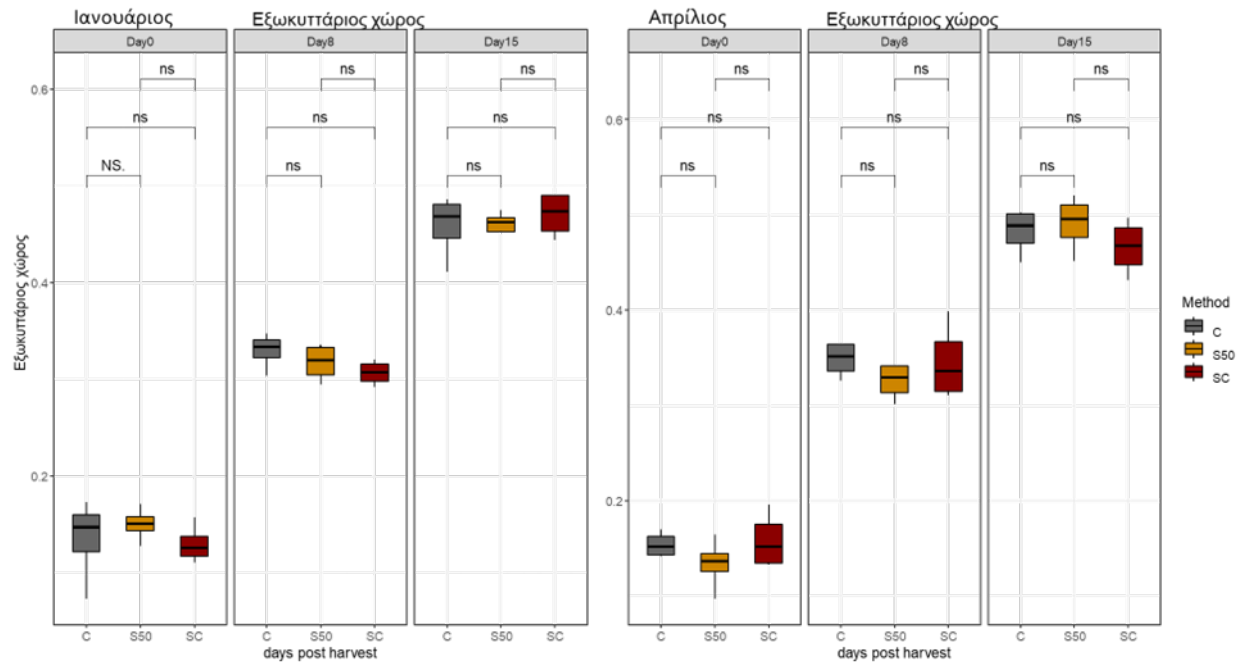 Ιανουάριος
Εξωκυττάριος χώρος
Day0
Day8
Day15
ns
ns
ns
ns
ns
ns
NS.
ns
ns
0.6
0.4
0.2
Εξωκυττάριος χώρος
C
S50
SC
C
S50
SC
C
S50
SC
days post harvest
Απρίλιος
Εξωκυττάριος χώρος
Day0
Day8
Day15
ns
ns
ns
ns
ns
ns
ns
ns
ns
0.6
0.4
0.2
C
S50
SC
C
S50
SC
C
S50
SC
days post harvest
Method
C
S50
SC